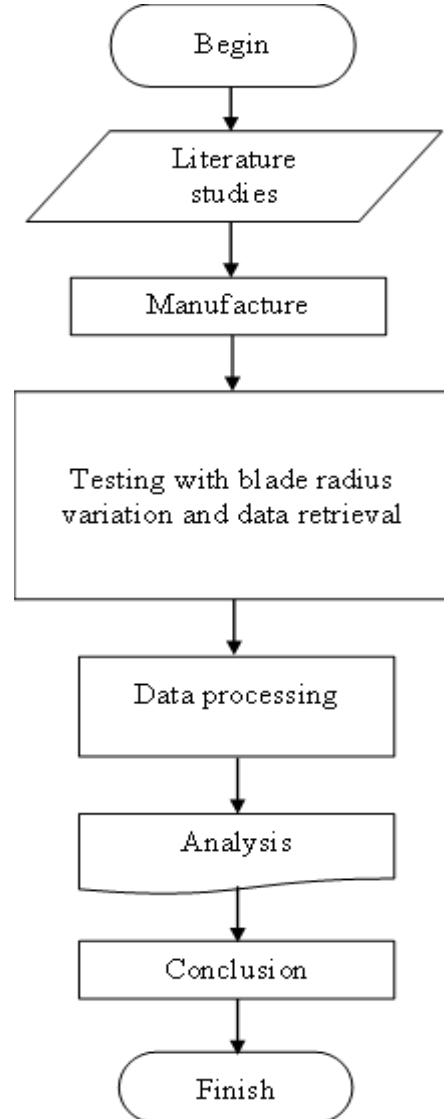 Begin
Literature
studies
Manufacture
Testing with blade radius
variation and data retrieval
Data processing
Analysis
Conclusion
Finish